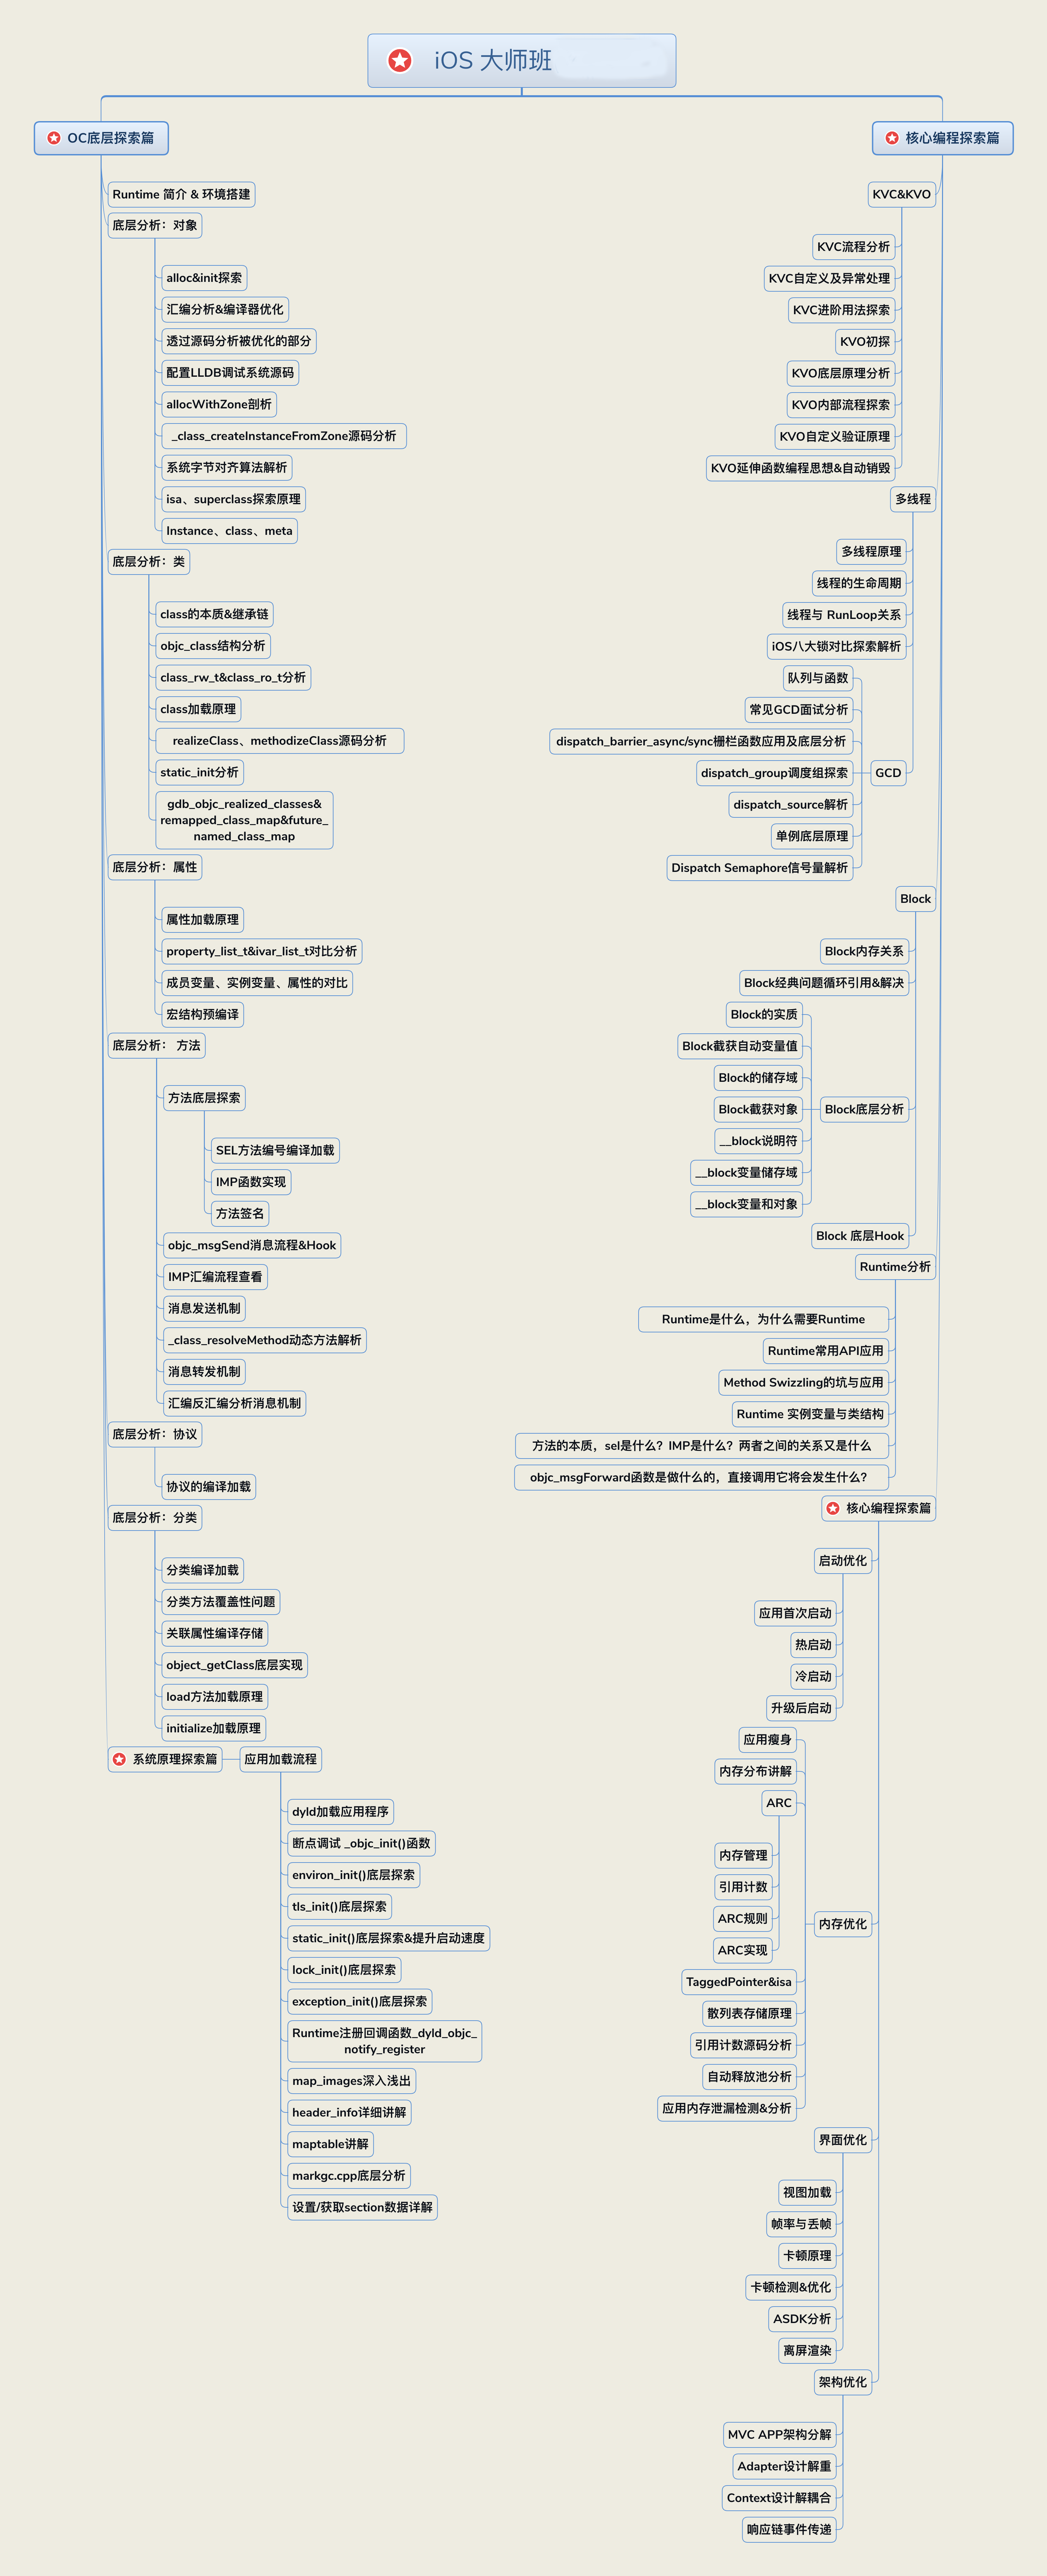 iOS 大师班
OC底层探索篇
Runtime 简介 & 环境搭建
底层分析：对象
alloc&init探索
汇编分析&编译器优化
透过源码分析被优化的部分
配置LLDB调试系统源码
allocWithZone剖析
_class_createInstanceFromZone源码分析
系统字节对齐算法解析
isa、superclass探索原理
Instance、class、meta
底层分析：类
class的本质&继承链
objc_class结构分析
class_rw_t&class_ro_t分析
class加载原理
realizeClass、methodizeClass源码分析
static_init分析
gdb_objc_realized_classes&
remapped_class_map&future_
named_class_map
底层分析：属性
属性加载原理
property_list_t&ivar_list_t对比分析
成员变量、实例变量、属性的对比
宏结构预编译
底层分析： 方法
方法底层探索
SEL方法编号编译加载
IMP函数实现
方法签名
objc_msgSend消息流程&Hook
IMP汇编流程查看
消息发送机制
_class_resolveMethod动态方法解析
消息转发机制
汇编反汇编分析消息机制
底层分析：协议
协议的编译加载
底层分析：分类
分类编译加载
分类方法覆盖性问题
关联属性编译存储
object_getClass底层实现
load方法加载原理
initialize加载原理
系统原理探索篇
应用加载流程
dyld加载应用程序
断点调试 _objc_init()函数
environ_init()底层探索
tls_init()底层探索
static_init()底层探索&提升启动速度
lock_init()底层探索
exception_init()底层探索
Runtime注册回调函数_dyld_objc_
notify_register
map_images深入浅出
header_info详细讲解
maptable讲解
markgc.cpp底层分析
设置/获取section数据详解
核心编程探索篇
KVC&KVO
KVC流程分析
KVC自定义及异常处理
KVC进阶用法探索
KVO初探
KVO底层原理分析
KVO内部流程探索
KVO自定义验证原理
KVO延伸函数编程思想&自动销毁
多线程
多线程原理
线程的生命周期
线程与 RunLoop关系
iOS八大锁对比探索解析
GCD
队列与函数
常见GCD面试分析
dispatch_barrier_async/sync栅栏函数应用及底层分析
dispatch_group调度组探索
dispatch_source解析
单例底层原理
Dispatch Semaphore信号量解析
Block
Block内存关系
Block经典问题循环引用&解决
Block底层分析
Block的实质
Block截获自动变量值
Block的储存域
Block截获对象
__block说明符
__block变量储存域
__block变量和对象
Block 底层Hook
Runtime分析
Runtime是什么，为什么需要Runtime
Runtime常用API应用
Method Swizzling的坑与应用
Runtime 实例变量与类结构
方法的本质，sel是什么？IMP是什么？两者之间的关系又是什么
objc_msgForward函数是做什么的，直接调用它将会发生什么？
核心编程探索篇
启动优化
应用首次启动
热启动
冷启动
升级后启动
内存优化
应用瘦身
内存分布讲解
ARC
内存管理
引用计数
ARC规则
ARC实现
TaggedPointer&isa
散列表存储原理
引用计数源码分析
自动释放池分析
应用内存泄漏检测&分析
界面优化
视图加载
帧率与丢帧
卡顿原理
卡顿检测&优化
ASDK分析
离屏渲染
架构优化
MVC APP架构分解
Adapter设计解重
Context设计解耦合
响应链事件传递